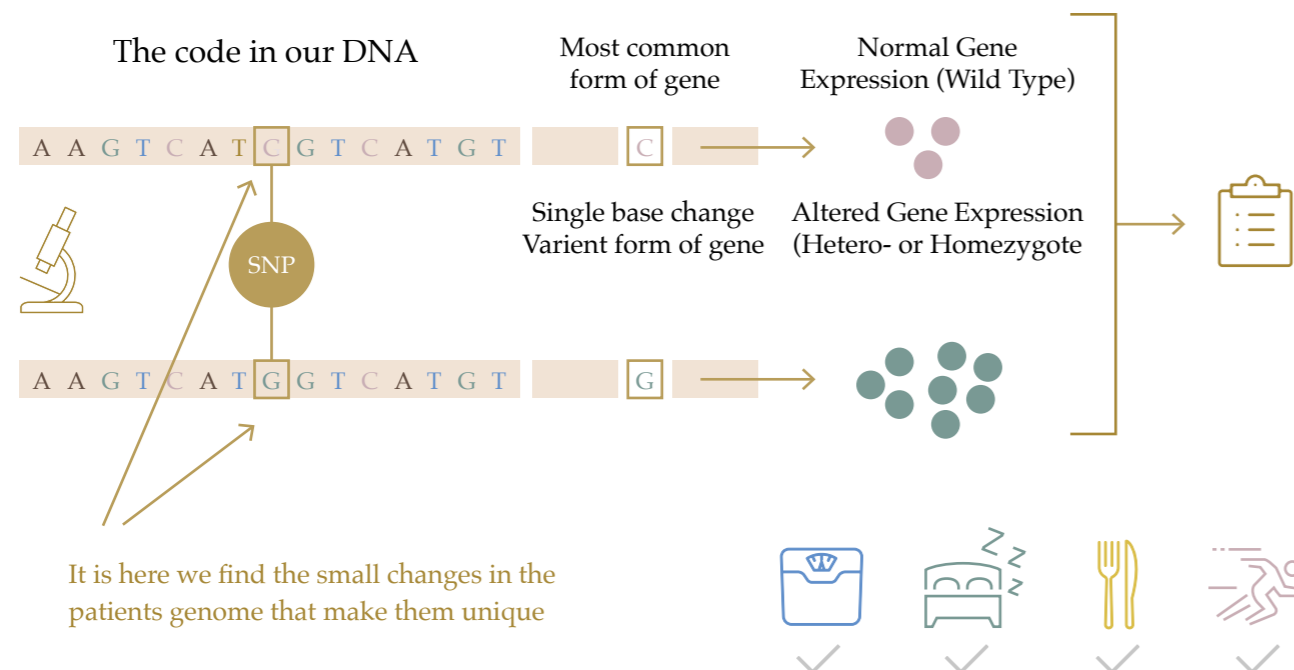 The code in our DNA
Most common
form of gene
Normal Gene
Expression (Wild Type)
A A G T C A T C G T C A T G T
C
SNP
Single base change
Varient form of gene
Altered Gene Expression
(Hetero- or Homezygote
A A G T C A T G G T C A T G T
G
It is here we find the small changes in the
patients genome that make them unique
Z
Z
Z